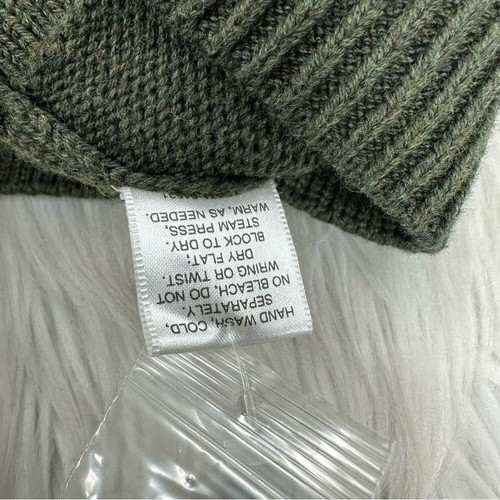 HAND WASH, COLD,
SEPARATELY.
NO BLEACH, DO NOT
WRING OR TWIST.
DRY FLAT;
BLOCK TO DRY.
STEAM PRESS,
WARM, AS NEEDED.